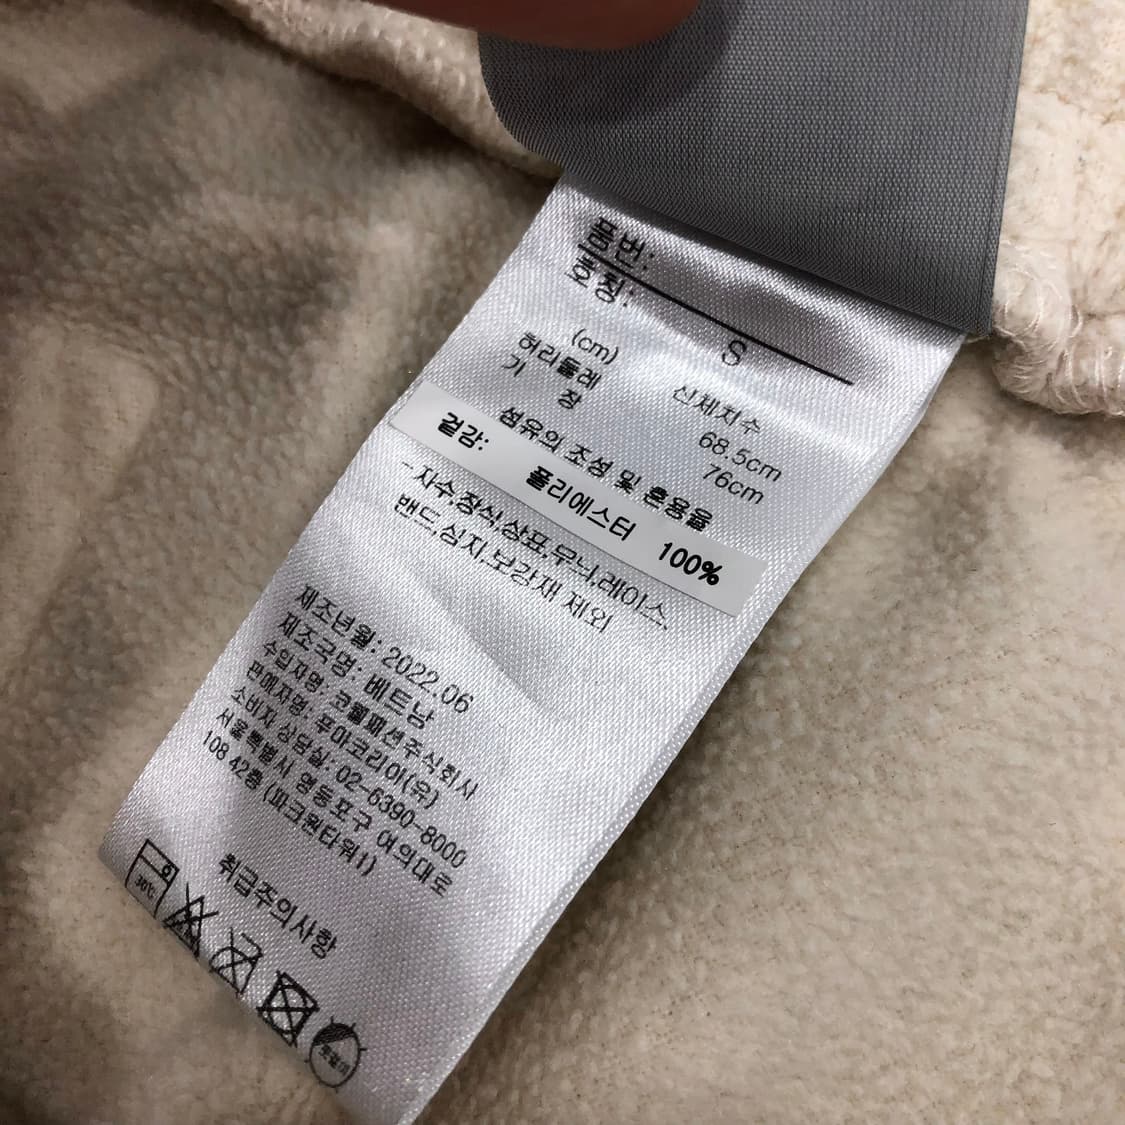 품번:
호칭: S
(cm) 신체치수
허리둘레 68.5cm
기 장 76cm
섬유의 조성 및 혼용율
겉감: 폴리에스터 100%
- 자수,장식,상표,무늬,레이스,
밴드,심지,보강재 제외
제조년월: 2022.06
제조국명: 베트남
수입자명: 코웰패션주식회사
판매자명: 푸마코리아(유)
소비자 상담실: 02-6390-8000
서울특별시 영등포구 여의대로
108 42층 (파크원타워1)
취급주의사항
30℃